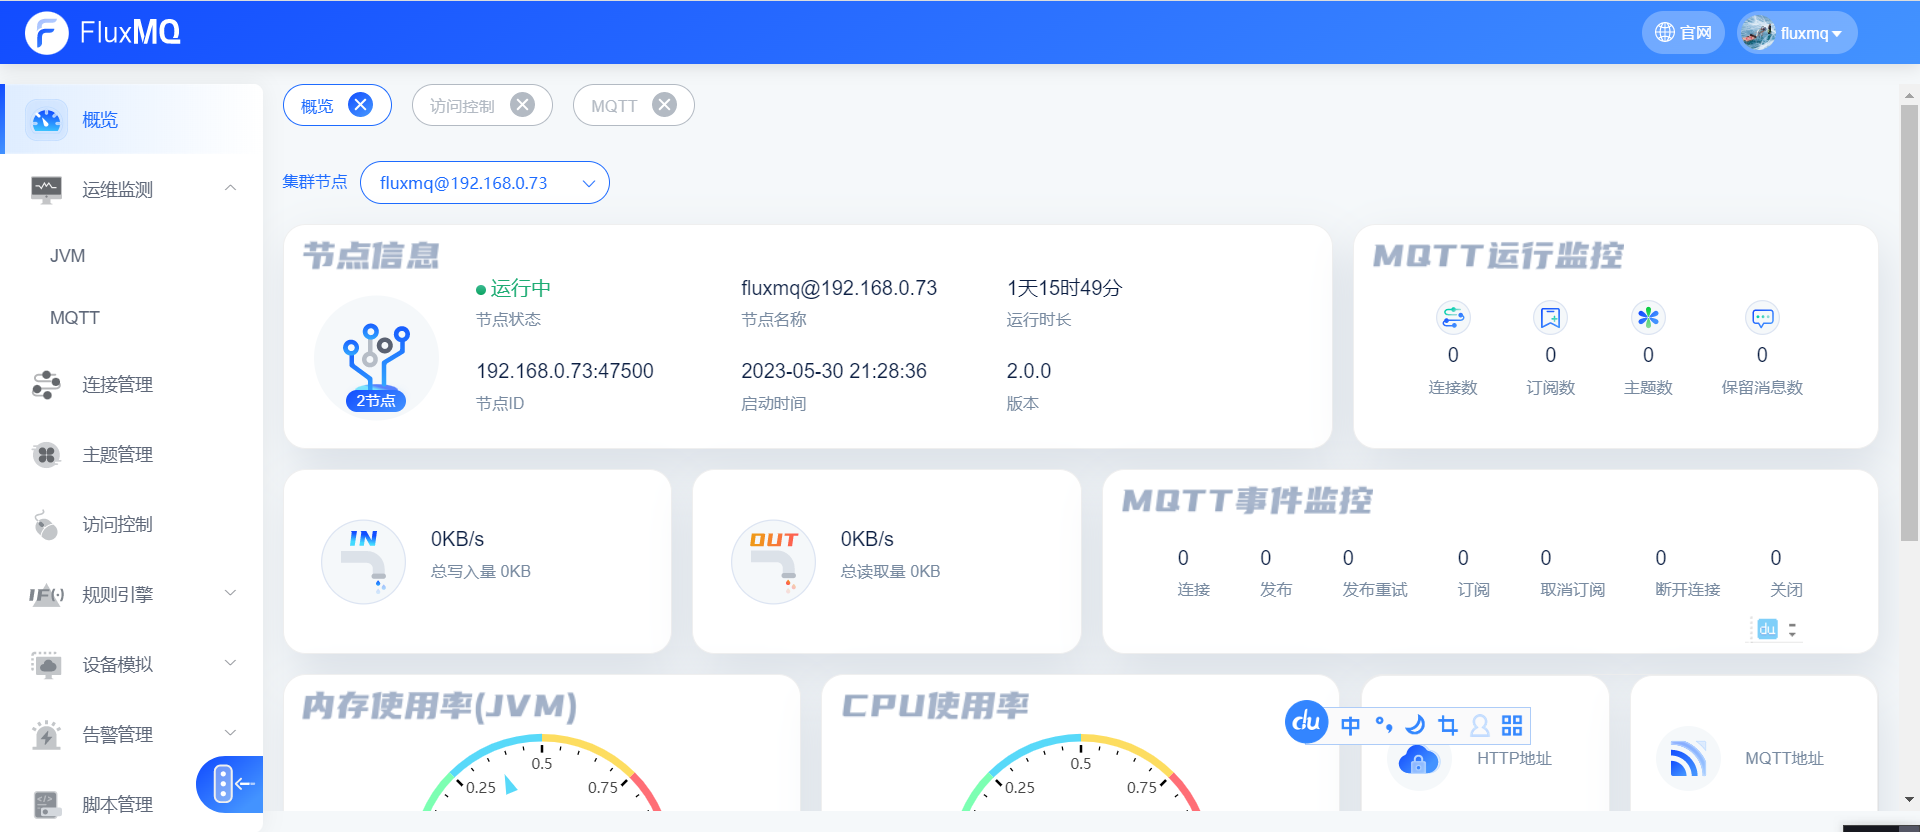 FluxMQ
官网
fluxmq
概览
运维监测
JVM
MQTT
连接管理
主题管理
访问控制
IF(·)
规则引擎
设备模拟
告警管理
脚本管理
概览
访问控制
MQTT
集群节点
fluxmq@192.168.0.73
节点信息
2节点
运行中
节点状态
fluxmq@192.168.0.73
节点名称
1天15时49分
运行时长
192.168.0.73:47500
节点ID
2023-05-30 21:28:36
启动时间
2.0.0
版本
MQTT运行监控
0
连接数
0
订阅数
0
主题数
0
保留消息数
IN
0KB/s
总写入量 0KB
OUT
0KB/s
总读取量 0KB
MQTT事件监控
0
连接
0
发布
0
发布重试
0
订阅
0
取消订阅
0
断开连接
0
关闭
du
内存使用率(JVM)
0.25
0.5
0.75
CPU使用率
0.25
0.5
0.75
du 中
HTTP地址
MQTT地址